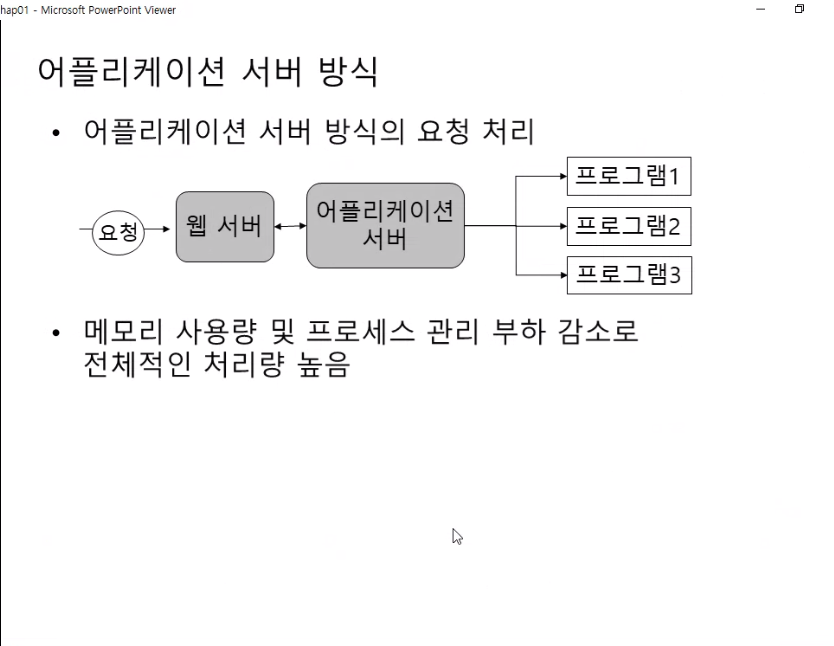 hap01 - Microsoft PowerPoint Viewer
어플리케이션 서버 방식
• 어플리케이션 서버 방식의 요청 처리
요청
웹 서버
어플리케이션
서버
프로그램1
프로그램2
프로그램3
• 메모리 사용량 및 프로세스 관리 부하 감소로
전체적인 처리량 높음